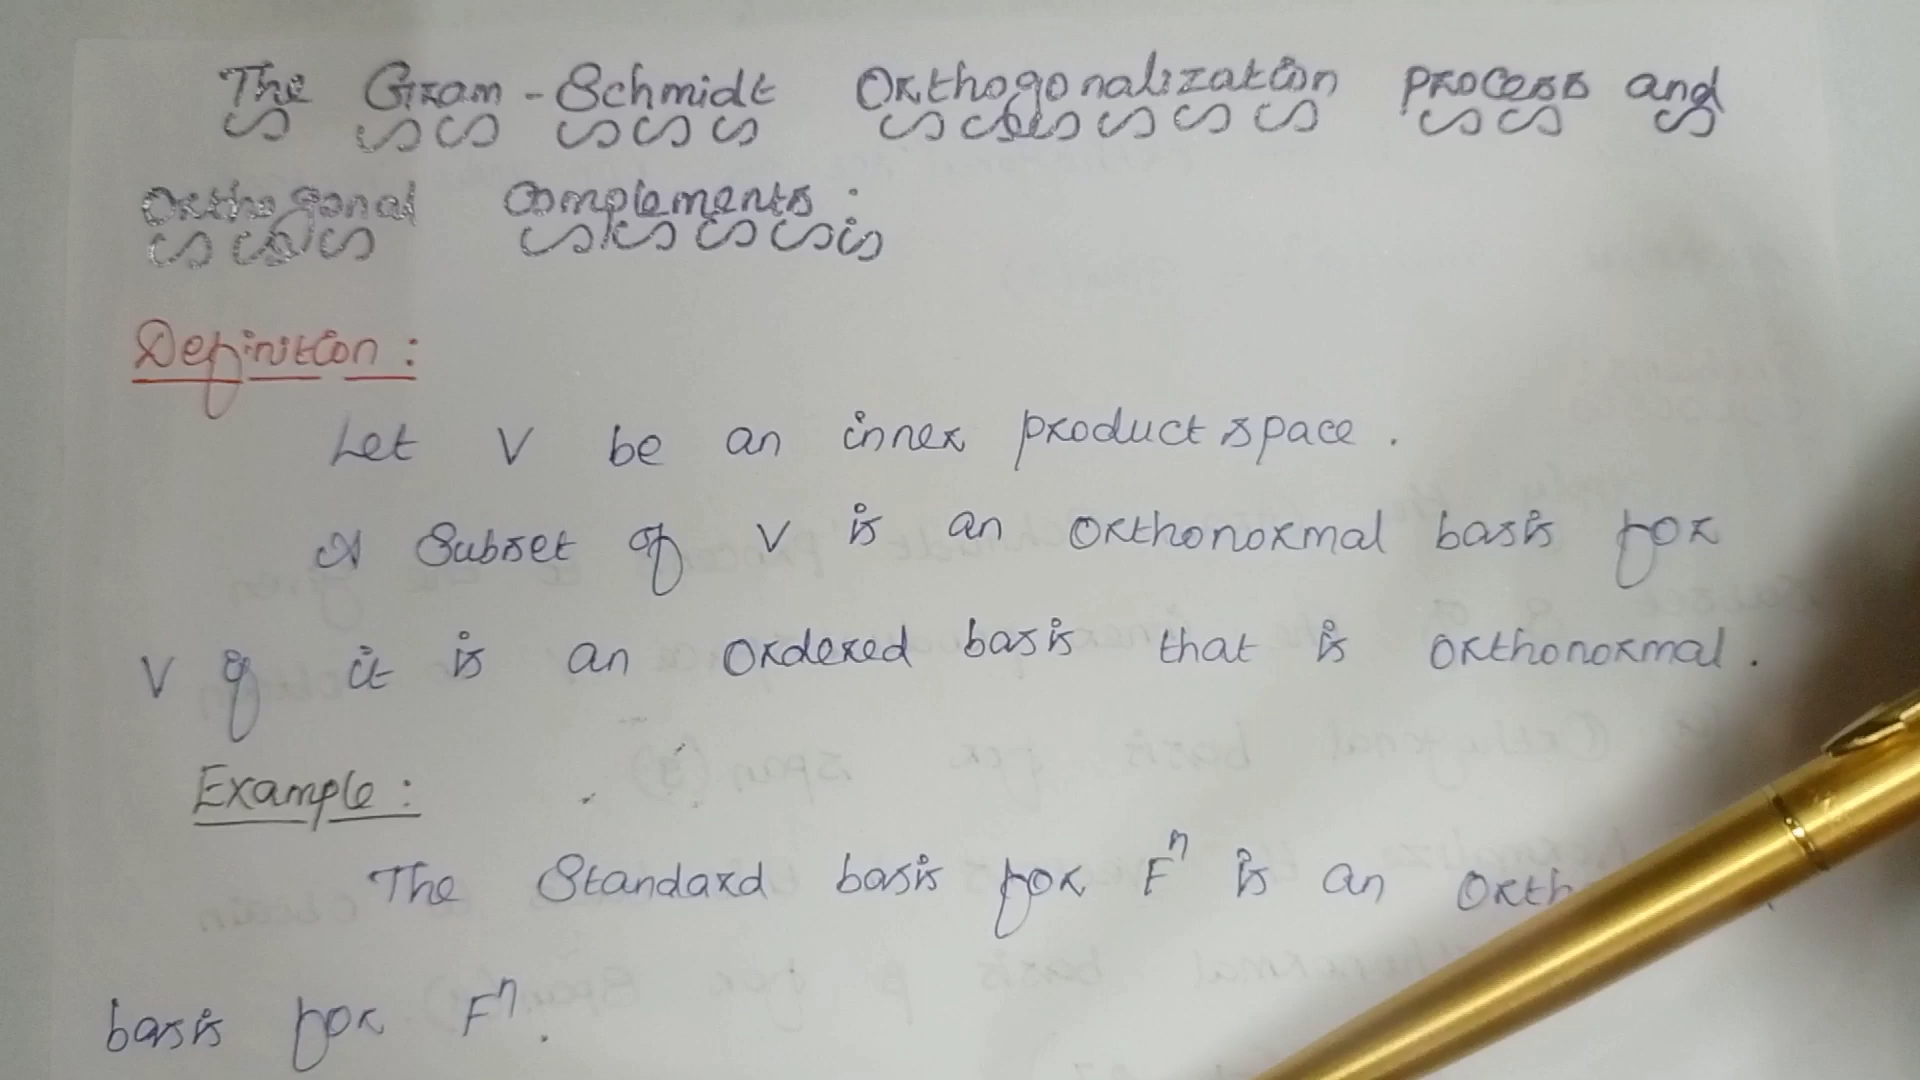 The Gram-Schmidt Orthogonalization process and
Orthogonal Complements:
Definition:
Let V be an inner product space.
A Subset of V is an Orthonormal basis for
V if it is an Ordered basis that is Orthonormal.
Example:
The Standard basis for Fⁿ is an Orth
basis for Fⁿ.